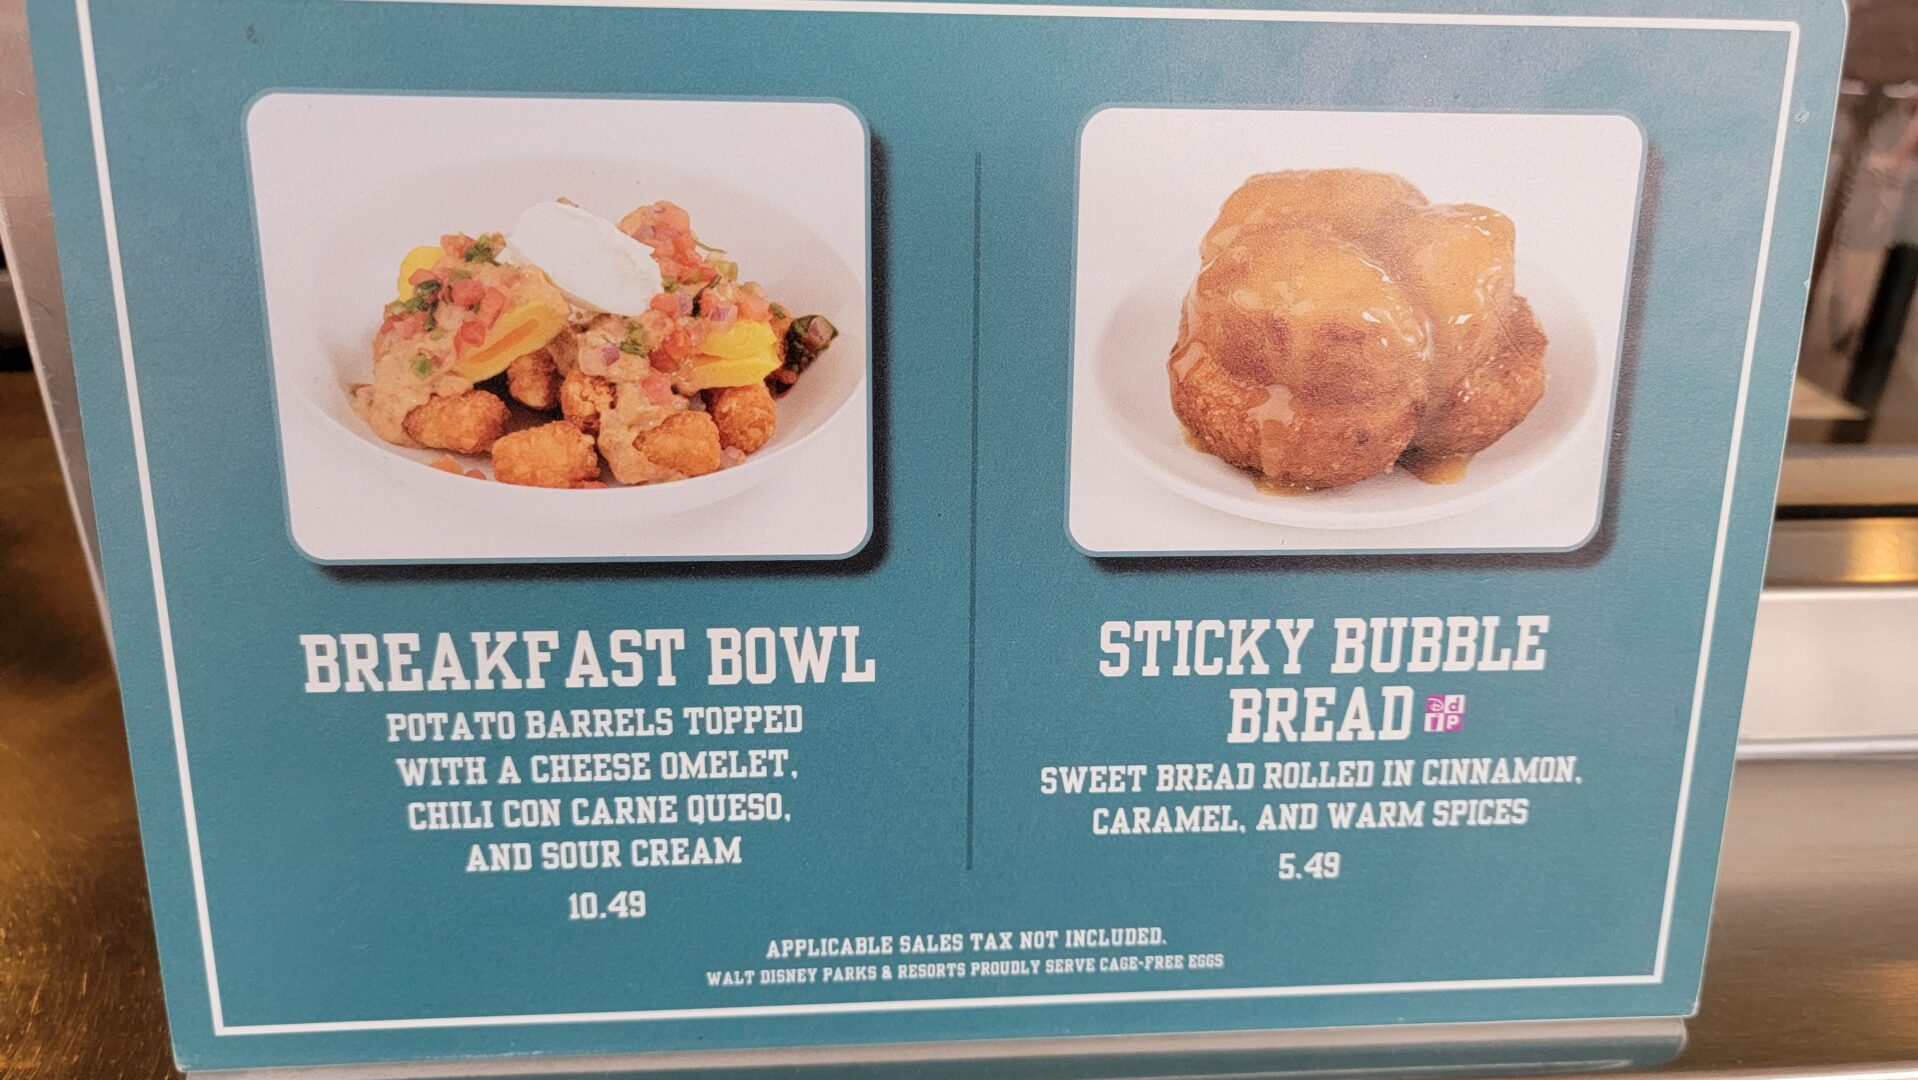 BREAKFAST BOWL
POTATO BARRELS TOPPED
WITH A CHEESE OMELET,
CHILI CON CARNE QUESO,
AND SOUR CREAM
10.49
STICKY BUBBLE
BREAD
D d
r P
SWEET BREAD ROLLED IN CINNAMON,
CARAMEL, AND WARM SPICES
5.49
APPLICABLE SALES TAX NOT INCLUDED.
WALT DISNEY PARKS & RESORTS PROUDLY SERVE CAGE-FREE EGGS